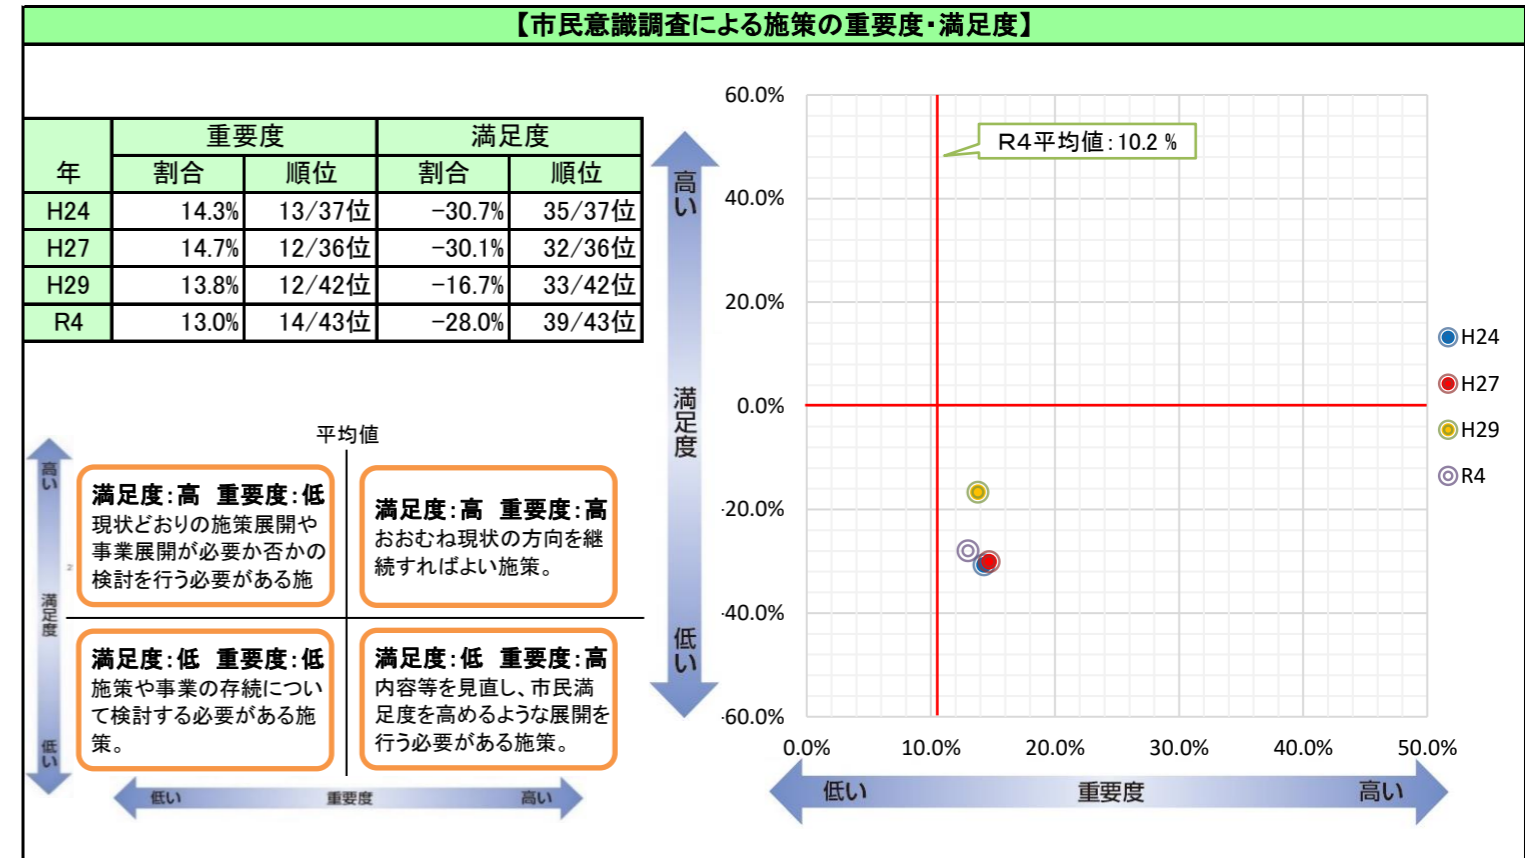 【市民意識調査による施策の重要度・満足度】
年 重要度 満足度
割合 順位 割合 順位
H24 14.3% 13/37位 -30.7% 35/37位
H27 14.7% 12/36位 -30.1% 32/36位
H29 13.8% 12/42位 -16.7% 33/42位
R4 13.0% 14/43位 -28.0% 39/43位
平均値
高い
満足度
低い
満足度：高　重要度：低
現状どおりの施策展開や
事業展開が必要か否かの
検討を行う必要がある施
満足度：高　重要度：高
おおむね現状の方向を継
続すればよい施策。
満足度：低　重要度：低
施策や事業の存続につい
て検討する必要がある施
策。
満足度：低　重要度：高
内容等を見直し、市民満
足度を高めるような展開を
行う必要がある施策。
低い 重要度 高い
高い
満足度
低い
60.0%
40.0%
20.0%
0.0%
-20.0%
-40.0%
-60.0%
R4平均値：10.2％
0.0% 10.0% 20.0% 30.0% 40.0% 50.0%
低い 重要度 高い
H24
H27
H29
R4